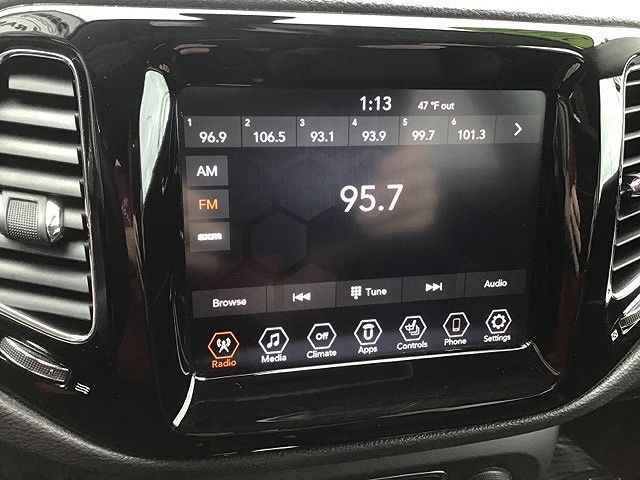 1:13 47 °F out
1 2 3 4 5 6
96.9 106.5 93.1 93.9 99.7 101.3
AM
FM
95.7
Browse Tune Audio
Off
Radio Media Climate Apps Controls Phone Settings